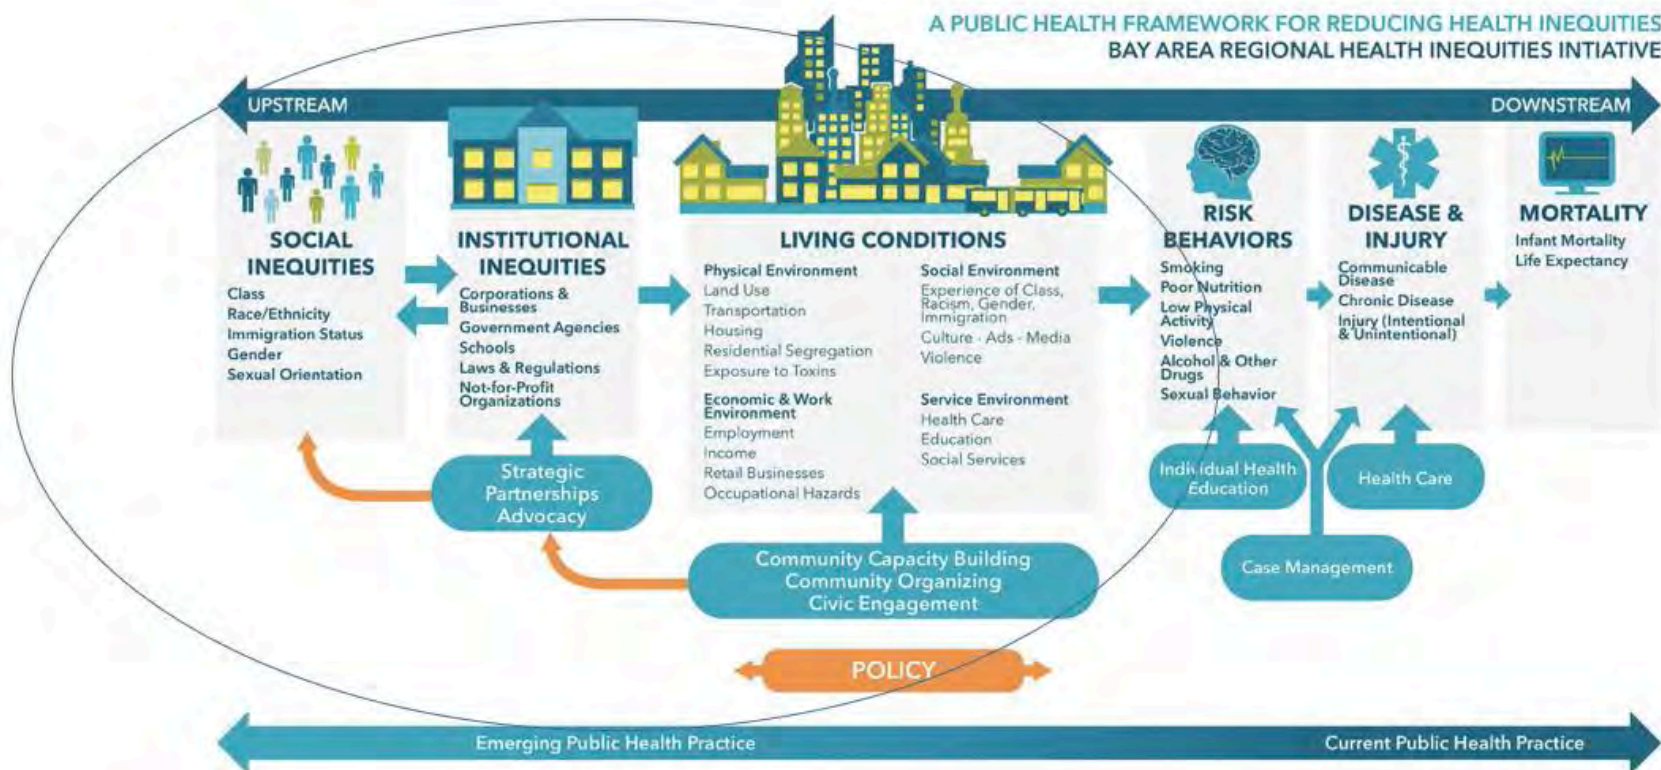 A PUBLIC HEALTH FRAMEWORK FOR REDUCING HEALTH INEQUITIES
BAY AREA REGIONAL HEALTH INEQUITIES INTIATIVE
UPSTREAM
DOWNSTREAM
SOCIAL
INEQUITIES
Class
Race/Ethnicity
Immigration Status
Gender
Sexual Orientation
INSTITUTIONAL
INEQUITIES
Corporations &
Businesses
Government Agencies
Schools
Laws & Regulations
Not-for-Profit
Organizations
LIVING CONDITIONS
Physical Environment
Land Use
Transportation
Housing
Residential Segregation
Exposure to Toxins
Economic & Work
Environment
Employment
Income
Retail Businesses
Occupational Hazards
Social Environment
Experience of Class,
Racism, Gender,
Immigration
Culture - Ads - Media
Violence
Service Environment
Health Care
Education
Social Services
RISK
BEHAVIORS
Smoking
Poor Nutrition
Low Physical
Activity
Violence
Alcohol & Other
Drugs
Sexual Behavior
DISEASE &
INJURY
Communicable
Disease
Chronic Disease
Injury (Intentional
& Unintentional)
MORTALITY
Infant Mortality
Life Expectancy
Strategic
Partnerships
Advocacy
Community Capacity Building
Community Organizing
Civic Engagement
Individual Health
Education
Health Care
Case Management
POLICY
Emerging Public Health Practice
Current Public Health Practice